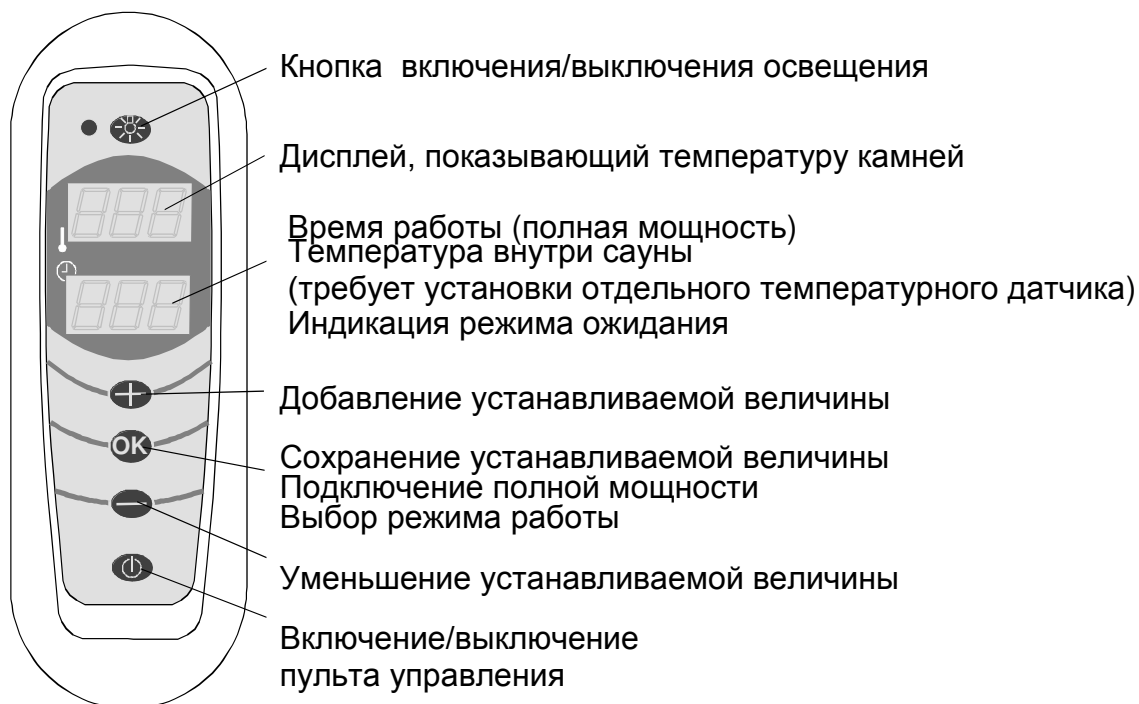 Кнопка включения/выключения освещения
Дисплей, показывающий температуру камней
Время работы (полная мощность)
Температура внутри сауны
(требует установки отдельного температурного датчика)
Индикация режима ожидания
Добавление устанавливаемой величины
OK
Сохранение устанавливаемой величины
Подключение полной мощности
Выбор режима работы
Уменьшение устанавливаемой величины
Включение/выключение
пульта управления